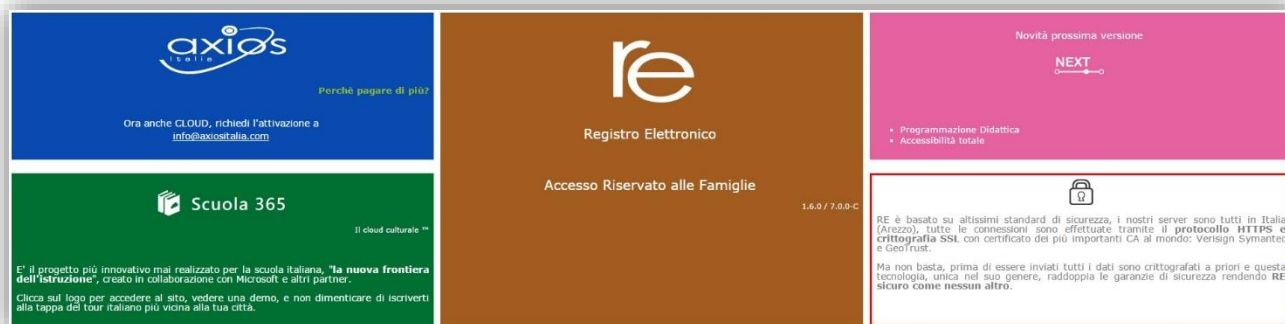 axios
italia
Perchè pagare di più?
Ora anche CLOUD, richiedi l'attivazione a
info@axiositalia.com
Scuola 365
Il cloud culturale ™
E' il progetto più innovativo mai realizzato per la scuola italiana, "la nuova frontiera
dell'istruzione", creato in collaborazione con Microsoft e altri partner.
Clicca sul logo per accedere al sito, vedere una demo, e non dimenticare di iscriverti
alla tappa del tour italiano più vicina alla tua città.
re
Registro Elettronico
Accesso Riservato alle Famiglie
1.6.0 / 7.0.0-C
Novità prossima versione
NEXT
• Programmazione Didattica
• Accessibilità totale
RE è basato su altissimi standard di sicurezza, i nostri server sono tutti in Italia
(Arezzo), tutte le connessioni sono effettuate tramite il protocollo HTTPS e
crittografia SSL con certificato dei più importanti CA al mondo: Verisign Symantec
e GeoTrust.
Ma non basta, prima di essere inviati tutti i dati sono crittografati a priori e questa
tecnologia, unica nel suo genere, raddoppia le garanzie di sicurezza rendendo RE
sicuro come nessun altro.